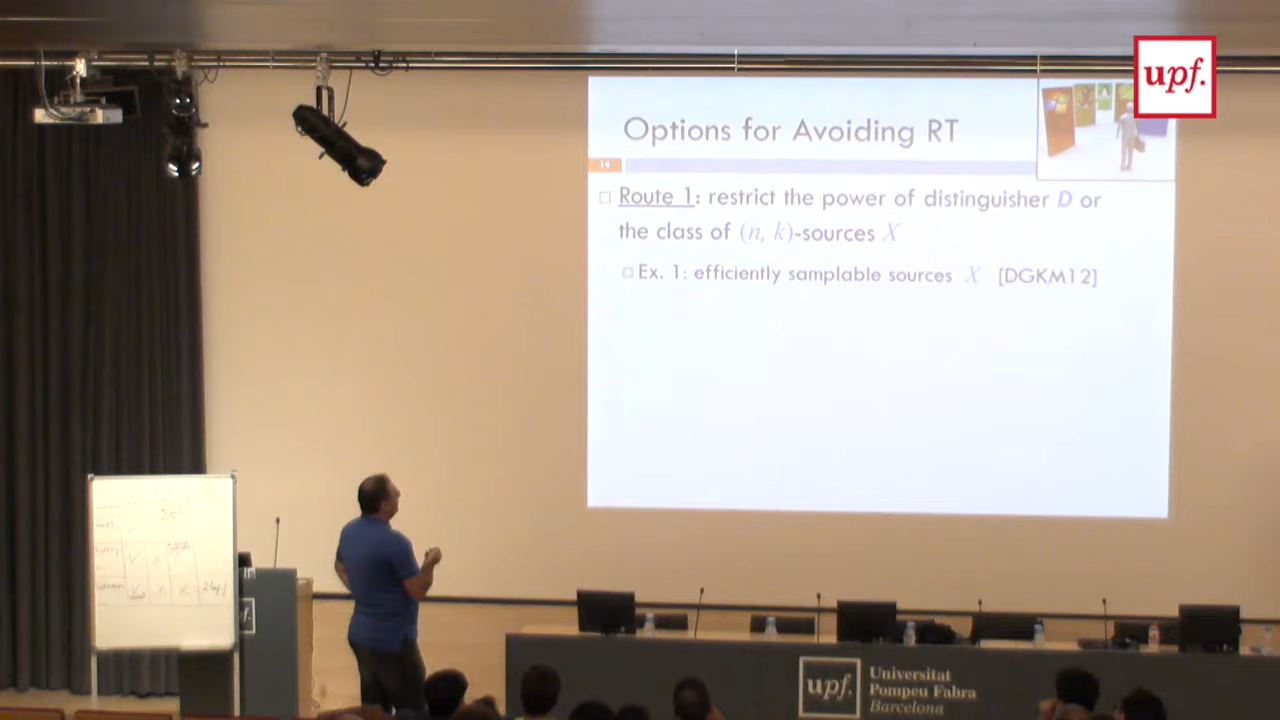 upf.
Options for Avoiding RT
14
Route 1: restrict the power of distinguisher D or
the class of (n, k)-sources X
Ex. 1: efficiently samplable sources X [DGKM12]
upf.
Universitat
Pompeu Fabra
Barcelona